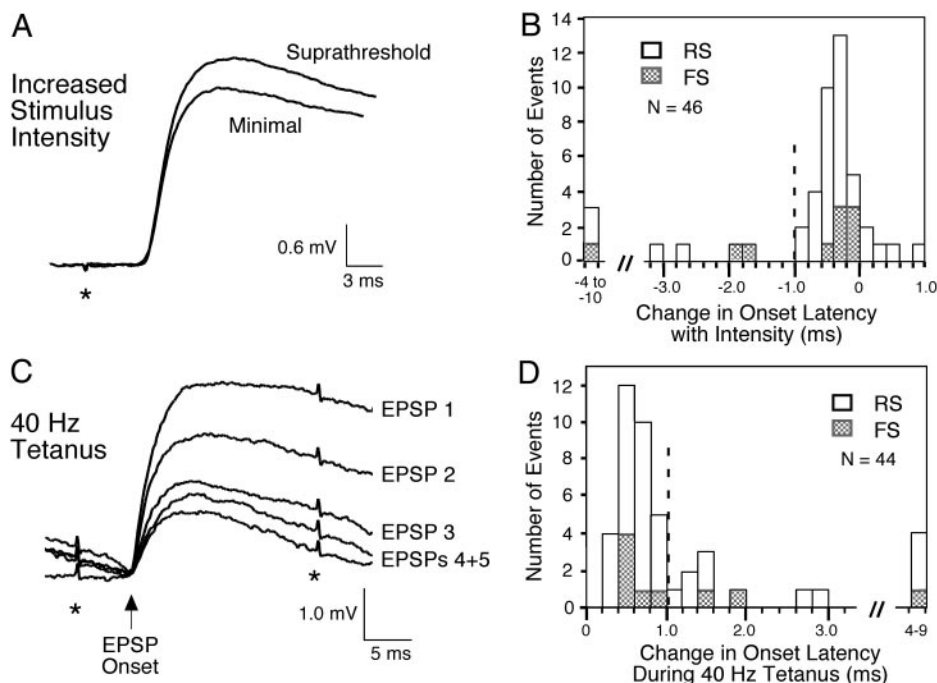 A
Increased
Stimulus
Intensity
Suprathreshold
Minimal
0.6 mV
3 ms
*
B
Number of Events
14
12
10
8
6
4
2
0
RS
FS
N = 46
-4 to
-10
//
-3.0
-2.0
-1.0
0
1.0
Change in Onset Latency
with Intensity (ms)
C
40 Hz
Tetanus
EPSP 1
EPSP 2
EPSP 3
EPSPs 4+5
*
*
EPSP
Onset
1.0 mV
5 ms
D
Number of Events
12
10
8
6
4
2
0
RS
FS
N = 44
0
1.0
2.0
3.0
//
4-9
Change in Onset Latency
During 40 Hz Tetanus (ms)